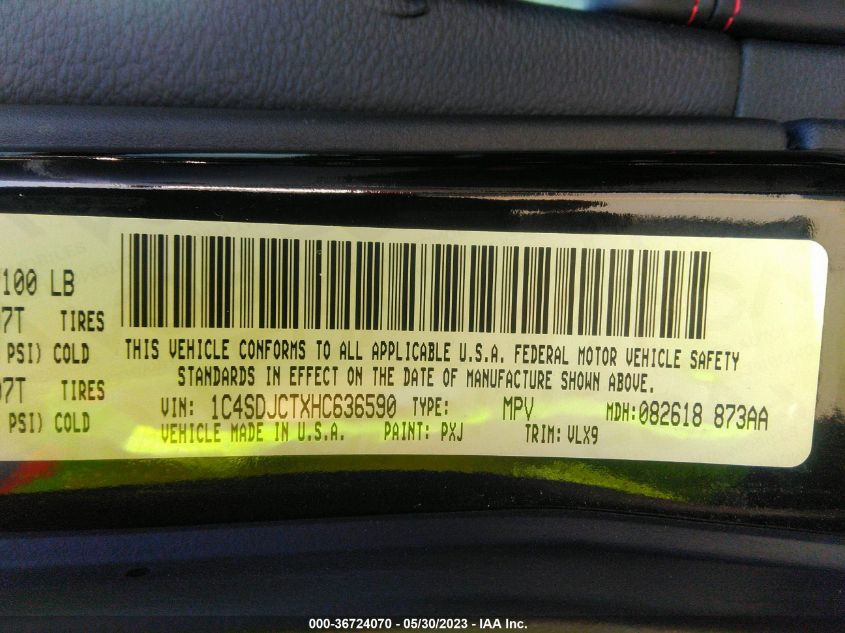 100 LB
07T TIRES
PSI) COLD
07T TIRES
PSI) COLD
THIS VEHICLE CONFORMS TO ALL APPLICABLE U.S.A. FEDERAL MOTOR VEHICLE SAFETY
STANDARDS IN EFFECT ON THE DATE OF MANUFACTURE SHOWN ABOVE.
VIN: 1C4SDJCTXHC636590 TYPE: MPV MDH:082618 873AA
VEHICLE MADE IN U.S.A. PAINT: PXJ TRIM: VLX9
000-36724070 - 05/30/2023 - IAA Inc.